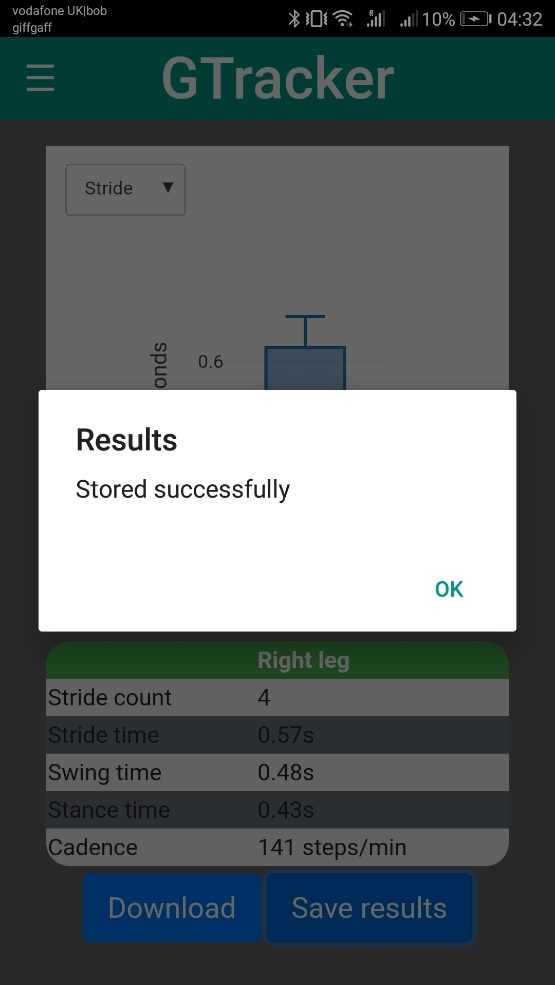 vodafone UK|bob
giffgaff
10% 04:32
☰ GTracker
Stride ▼
onds
0.6
Results
Stored successfully
OK
Right leg
Stride count 4
Stride time 0.57s
Swing time 0.48s
Stance time 0.43s
Cadence 141 steps/min
Download Save results